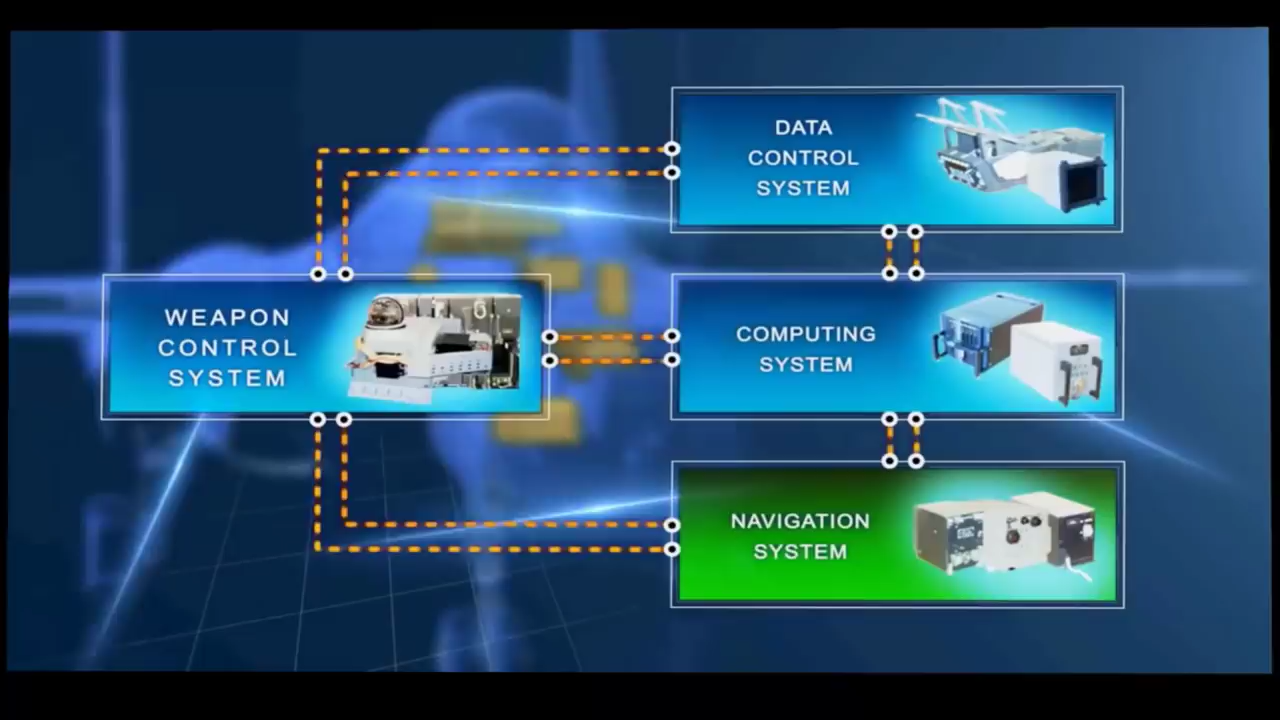 DATA
CONTROL
SYSTEM
WEAPON
CONTROL
SYSTEM
COMPUTING
SYSTEM
NAVIGATION
SYSTEM